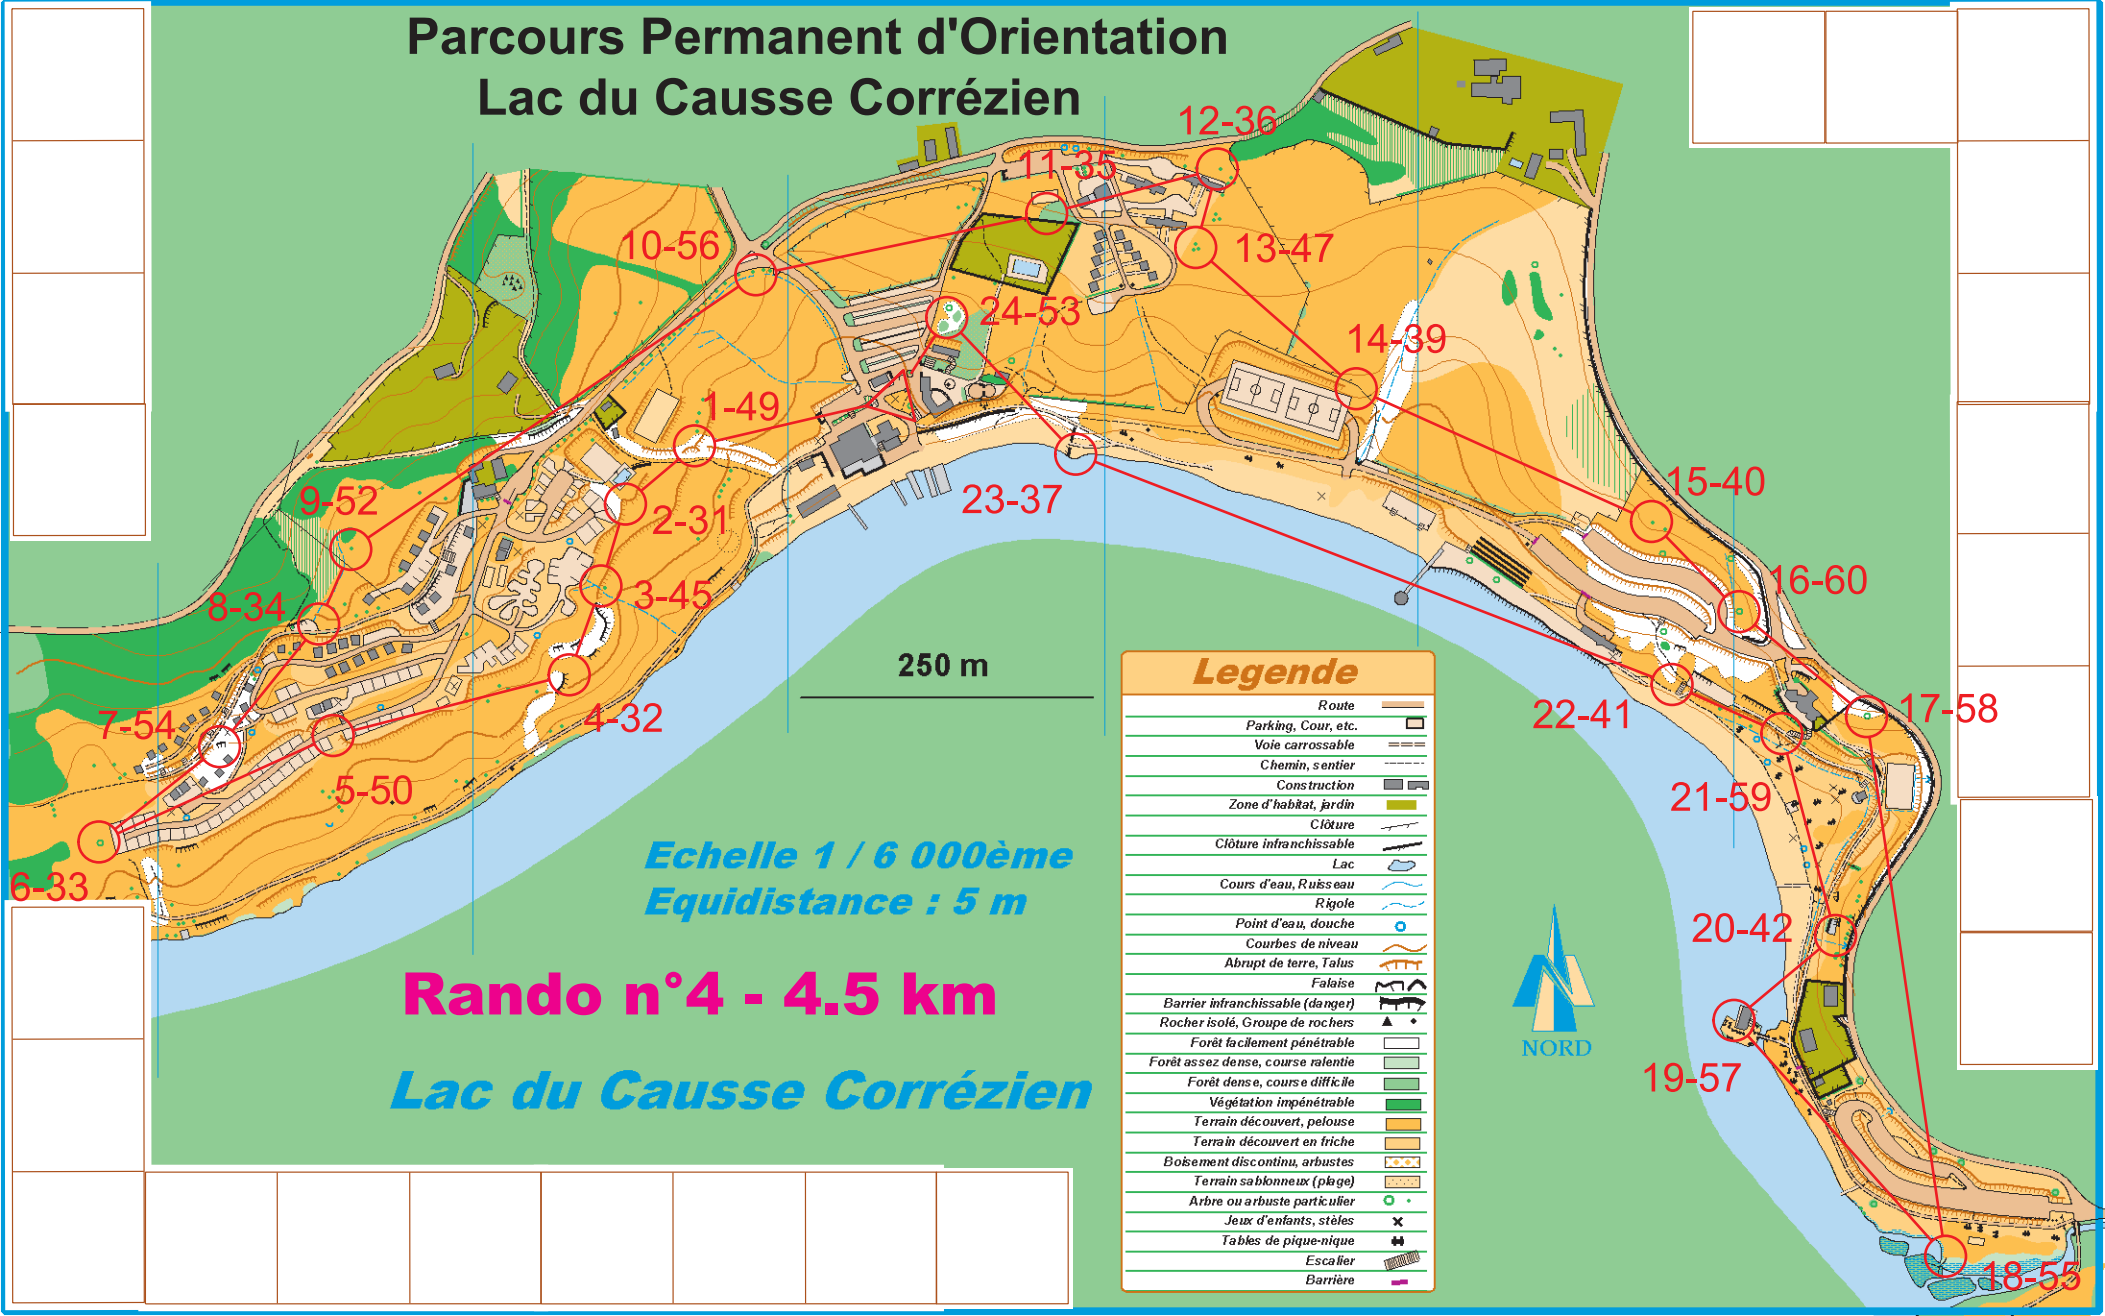 Parcours Permanent d'Orientation
Lac du Causse Corrézien
12-36
11-35
10-56
13-47
24-53
14-39
1-49
9-52
2-31
23-37
15-40
16-60
8-34
3-45
250 m
7-54
4-32
22-41
17-58
5-50
21-59
6-33
20-42
19-57
18-55
Echelle 1 / 6 000ème
Equidistance : 5 m
Rando n°4 - 4.5 km
Lac du Causse Corrézien
NORD
Legende
Route
Parking, Cour, etc.
Voie carrossable
Chemin, sentier
Construction
Zone d'habitat, jardin
Clôture
Clôture infranchissable
Lac
Cours d'eau, Ruisseau
Rigole
Point d'eau, douche
Courbes de niveau
Abrupt de terre, Talus
Falaise
Barrier infranchissable (danger)
Rocher isolé, Groupe de rochers
Forêt facilement pénétrable
Forêt assez dense, course ralentie
Forêt dense, course difficile
Végétation impénétrable
Terrain découvert, pelouse
Terrain découvert en friche
Boisement discontinu, arbustes
Terrain sablonneux (plage)
Arbre ou arbuste particulier
Jeux d'enfants, stèles
Tables de pique-nique
Escalier
Barrière